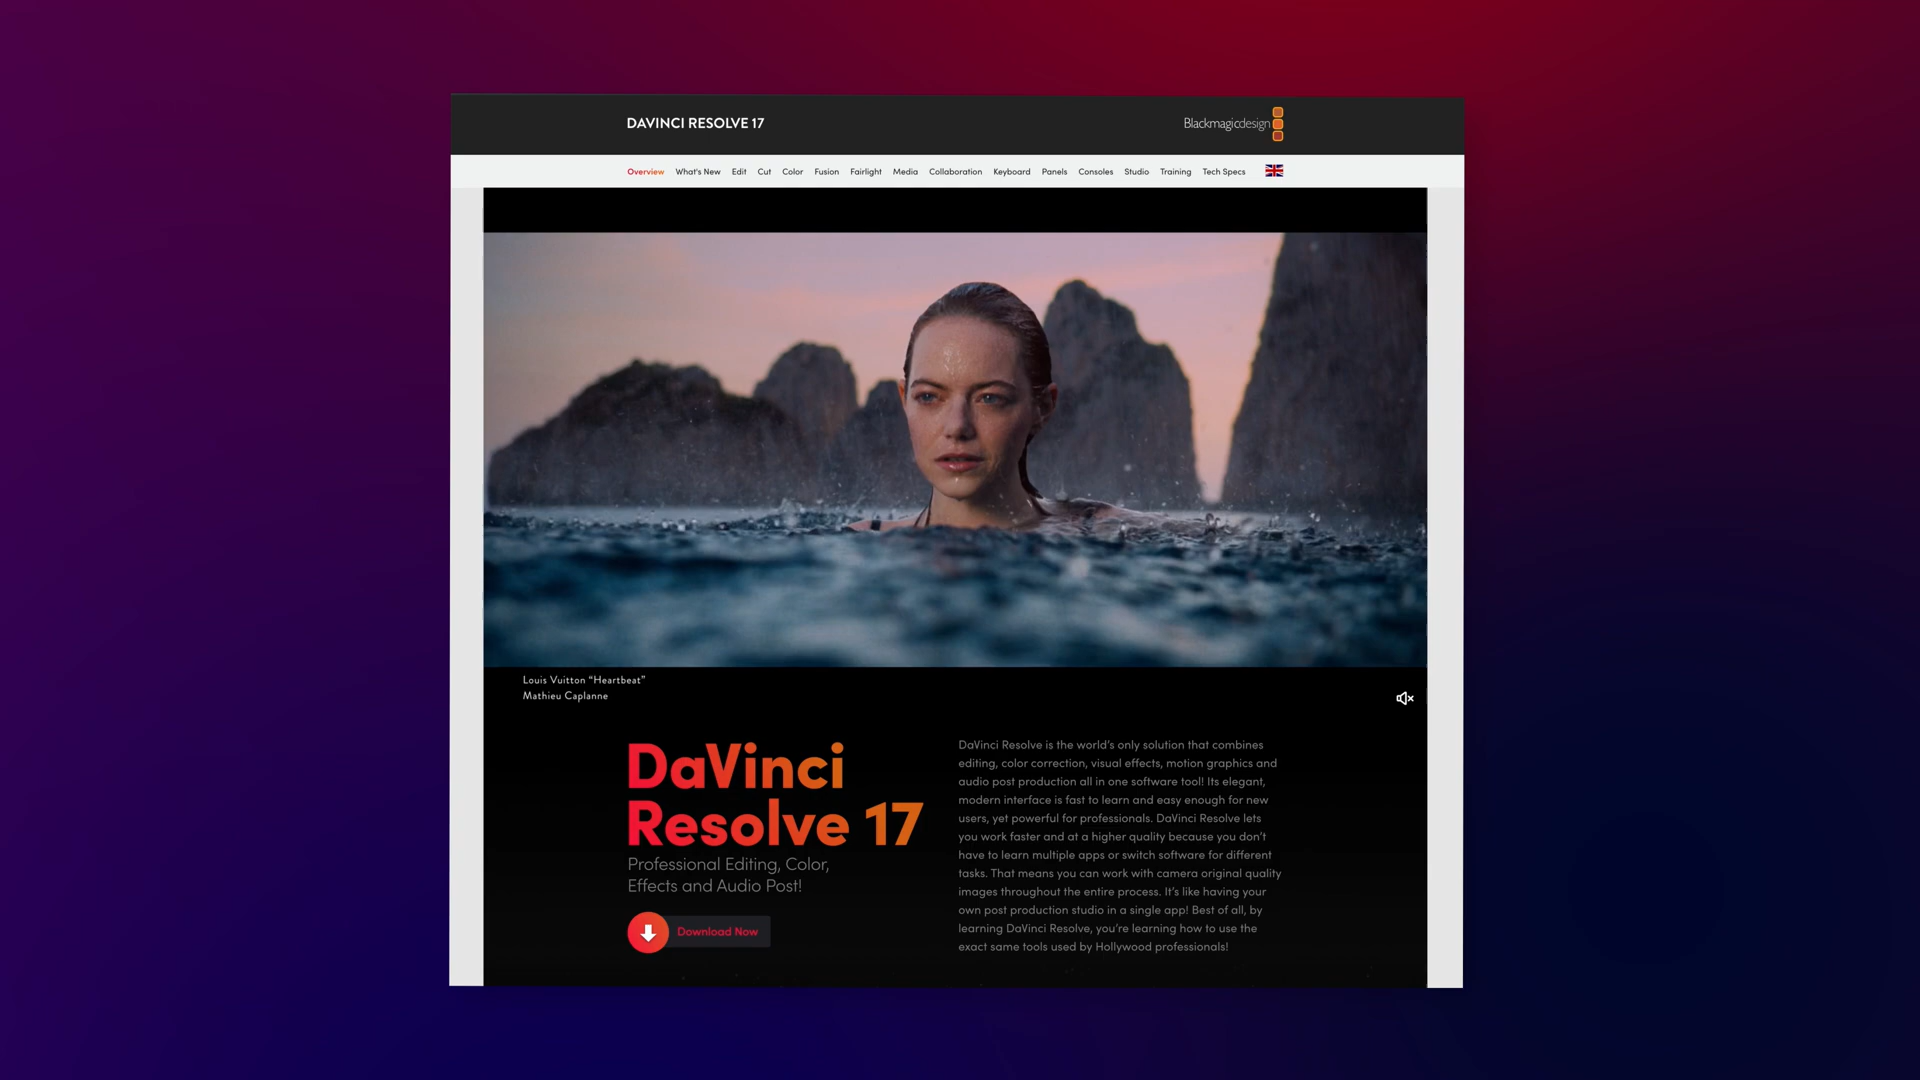 DAVINCI RESOLVE 17
Blackmagicdesign
Overview What's New Edit Cut Color Fusion Fairlight Media Collaboration Keyboard Panels Consoles Studio Training Tech Specs
Louis Vuitton “Heartbeat”
Mathieu Caplanne
DaVinci
Resolve 17
Professional Editing, Color,
Effects and Audio Post!
Download Now
DaVinci Resolve is the world's only solution that combines
editing, color correction, visual effects, motion graphics and
audio post production all in one software tool! Its elegant,
modern interface is fast to learn and easy enough for new
users, yet powerful for professionals. DaVinci Resolve lets
you work faster and at a higher quality because you don't
have to learn multiple apps or switch software for different
tasks. That means you can work with camera original quality
images throughout the entire process. It's like having your
own post production studio in a single app! Best of all, by
learning DaVinci Resolve, you're learning how to use the
exact same tools used by Hollywood professionals!